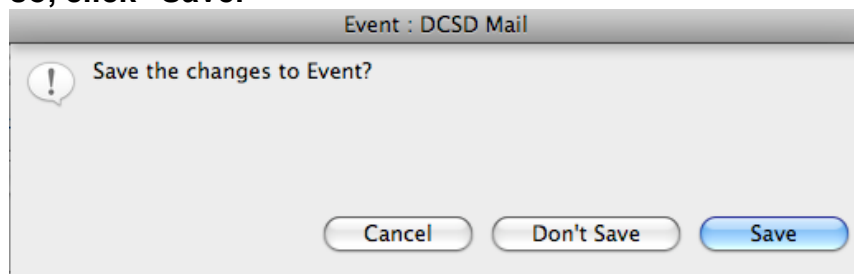 Event : DCSD Mail
Save the changes to Event?
Cancel Don't Save Save